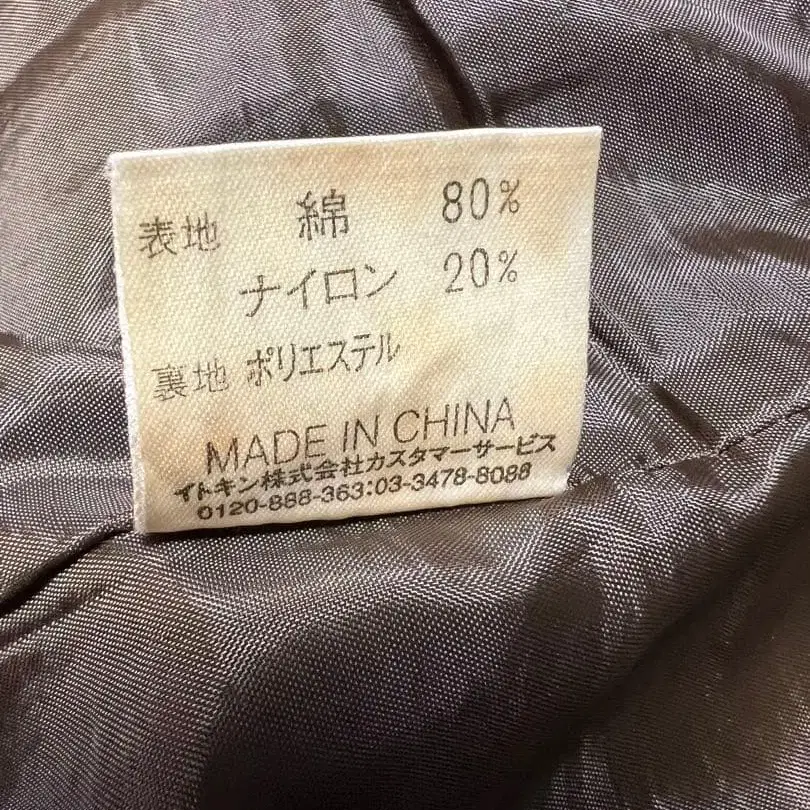 表地 綿 80%
ナイロン 20%
裏地 ポリエステル
MADE IN CHINA
イトキン株式会社カスタマーサービス
0120-888-363:03-3478-8088